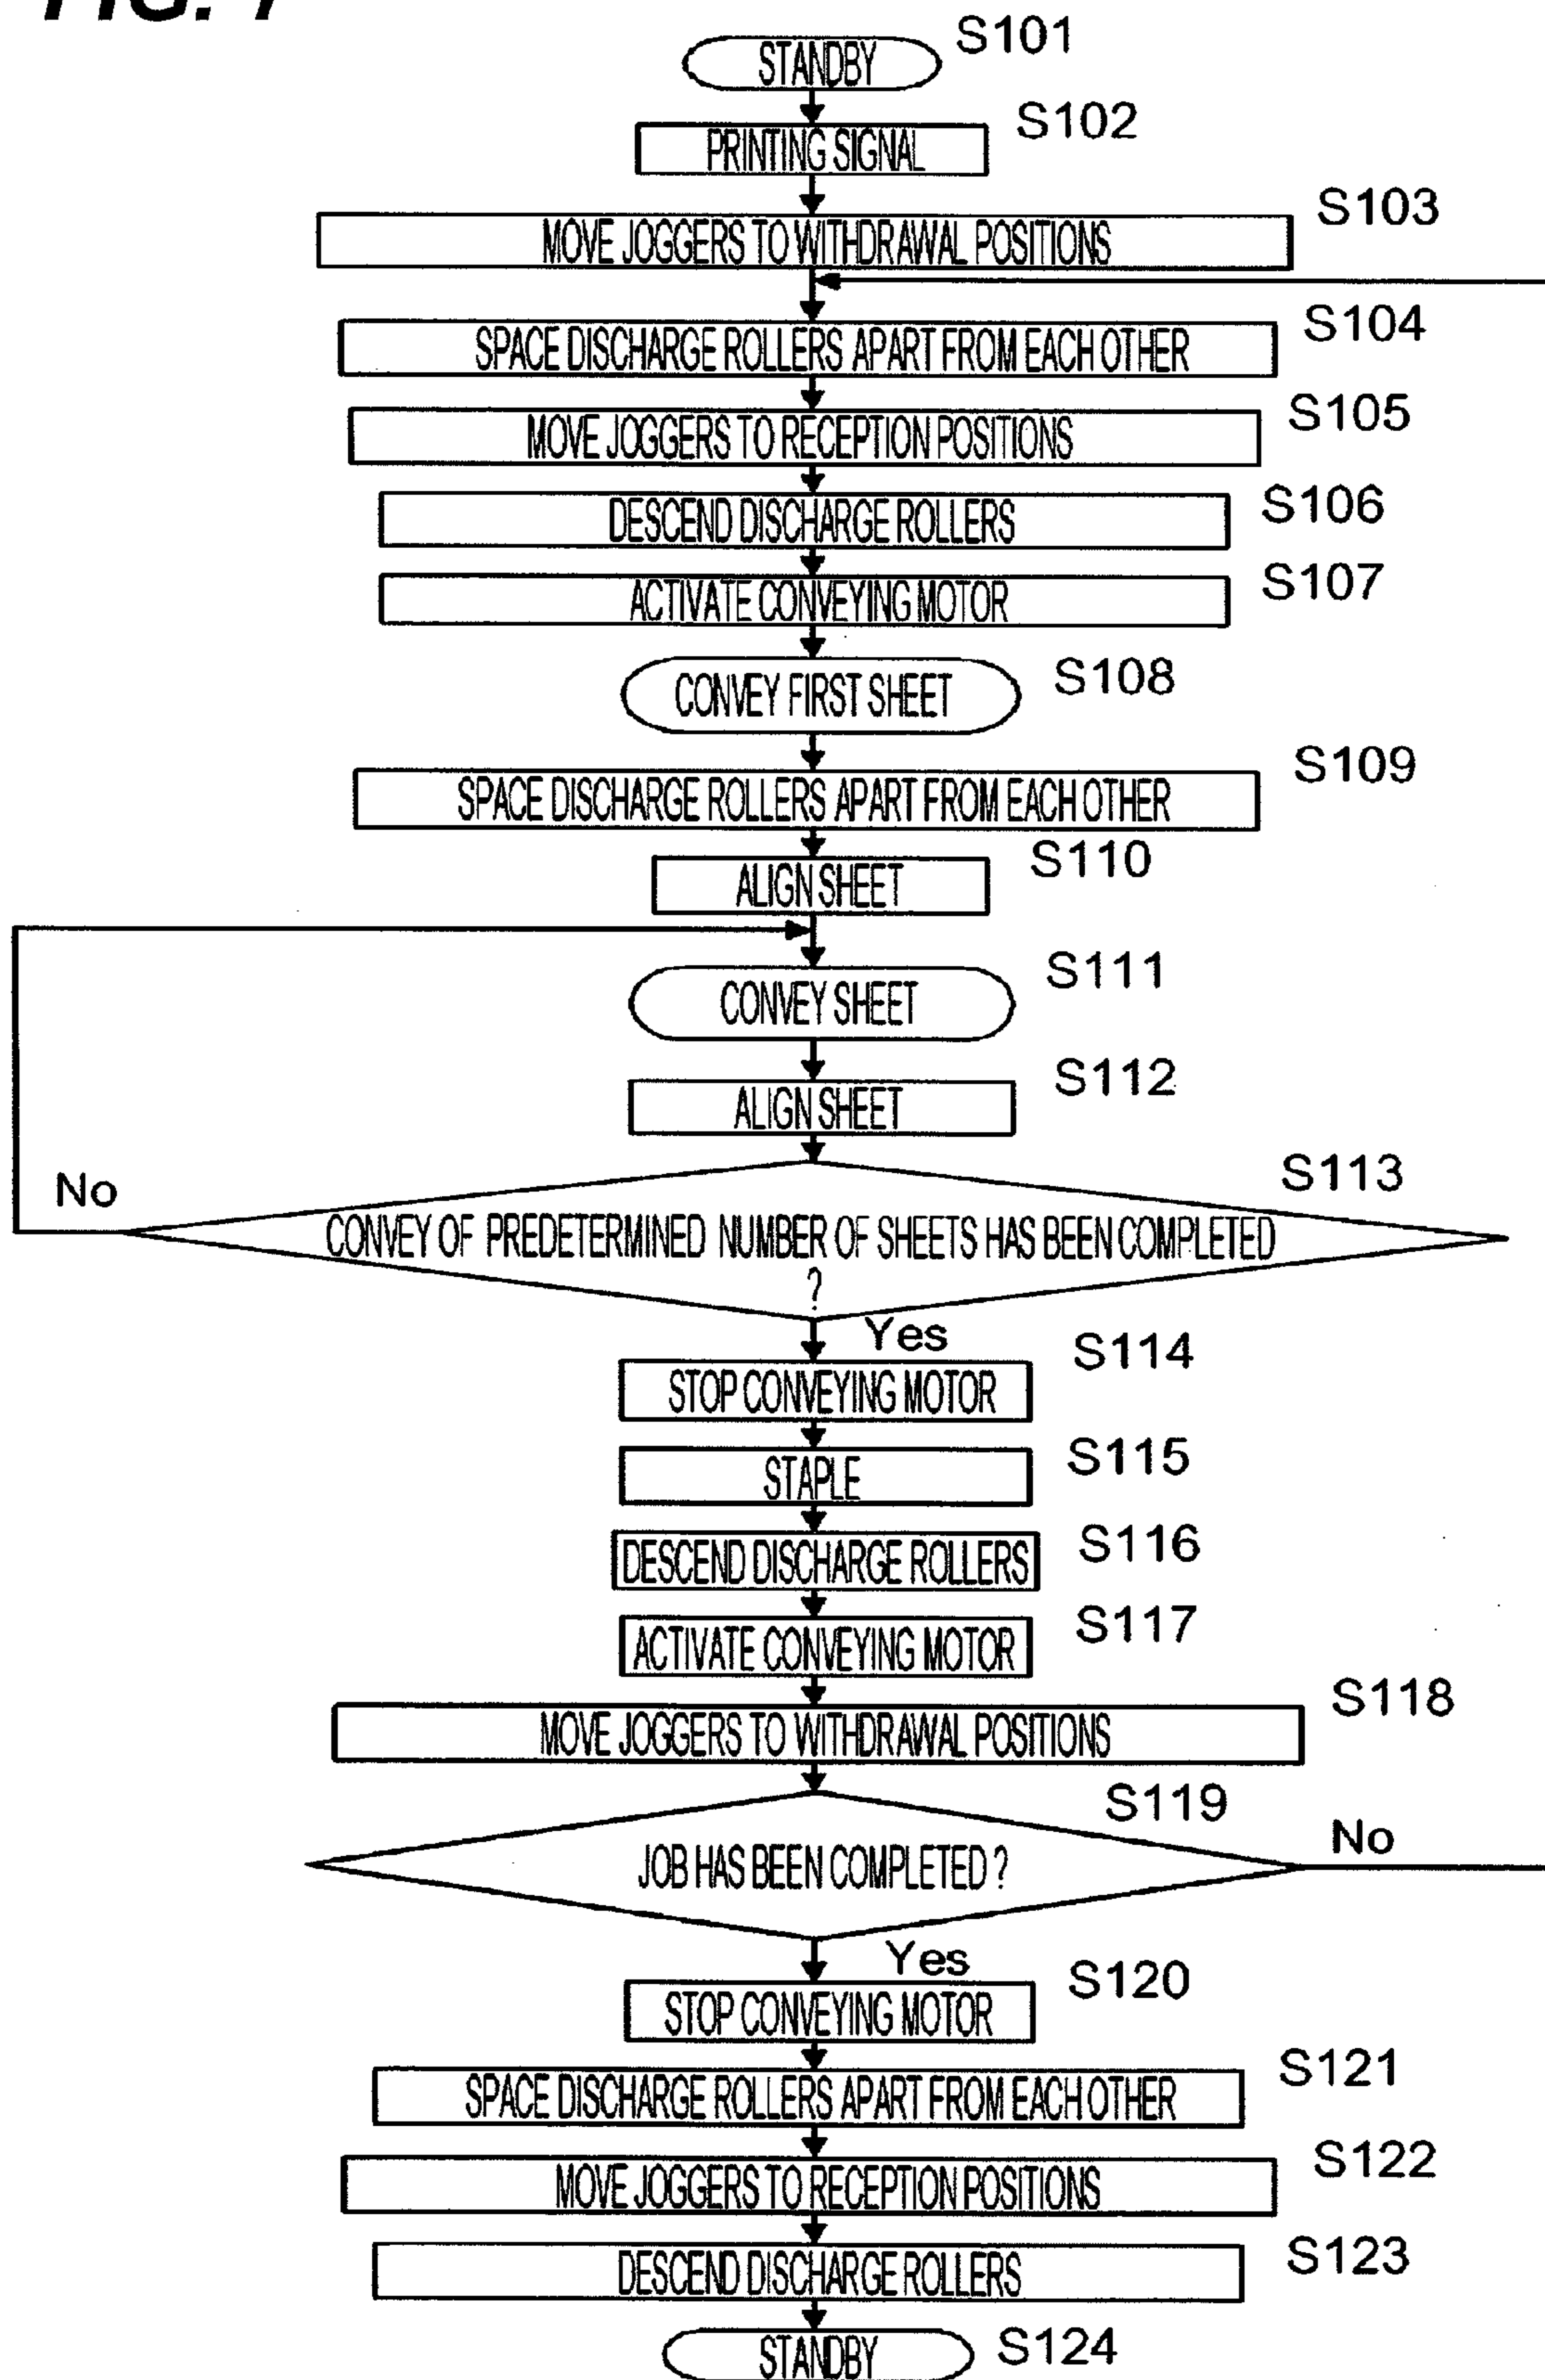 FIG.
STANDBY
S101
PRINTING SIGNAL
S102
MOVE JOGGERS TO WITHDRAWAL POSITIONS
S103
SPACE DISCHARGE ROLLERS APART FROM EACH OTHER
S104
MOVE JOGGERS TO RECEPTION POSITIONS
S105
DESCEND DISCHARGE ROLLERS
S106
ACTIVATE CONVEYING MOTOR
S107
CONVEY FIRST SHEET
S108
SPACE DISCHARGE ROLLERS APART FROM EACH OTHER
S109
ALIGN SHEET
S110
CONVEY SHEET
S111
ALIGN SHEET
S112
No
S113
CONVEY OF PREDETERMINED NUMBER OF SHEETS HAS BEEN COMPLETED
?
Yes
STOP CONVEYING MOTOR
S114
STAPLE
S115
DESCEND DISCHARGE ROLLERS
S116
ACTIVATE CONVEYING MOTOR
S117
MOVE JOGGERS TO WITHDRAWAL POSITIONS
S118
S119
JOB HAS BEEN COMPLETED ?
No
Yes
STOP CONVEYING MOTOR
S120
SPACE DISCHARGE ROLLERS APART FROM EACH OTHER
S121
MOVE JOGGERS TO RECEPTION POSITIONS
S122
DESCEND DISCHARGE ROLLERS
S123
STANDBY
S124